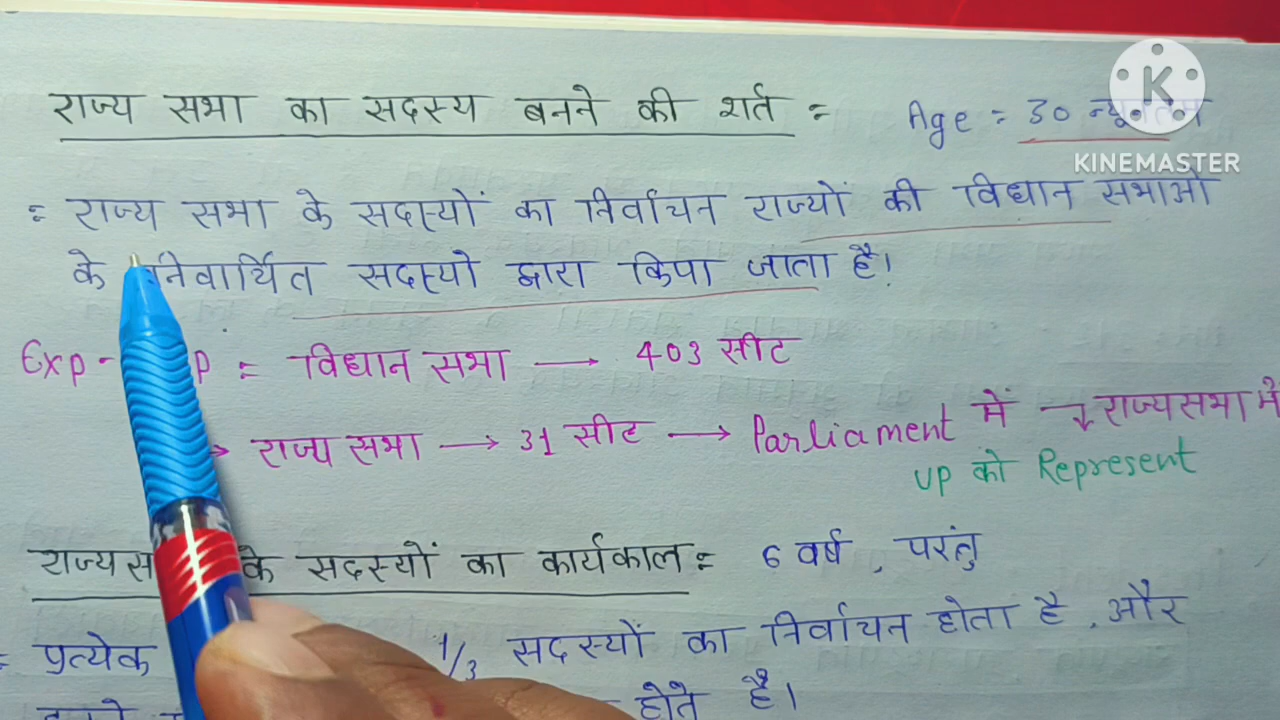 राज्य सभा का सदस्य बनने की शर्त = Age = 30 न्यूनतम
K
KINEMASTER
= राज्य सभा के सदस्यों का निर्वाचन राज्यों की विधान सभाओ
के निवार्चित सदस्यो द्वारा किया जाता है।
Exp - P = विधान सभा → 403 सीट
→ राज्य सभा → 31 सीट → Parliament में राज्यसभा में
UP को Represent
राज्यस के सदस्यों का कार्यकाल = 6 वर्ष , परंतु
= प्रत्येक 1/3 सदस्यों का निर्वाचन होता है , और
होते है।